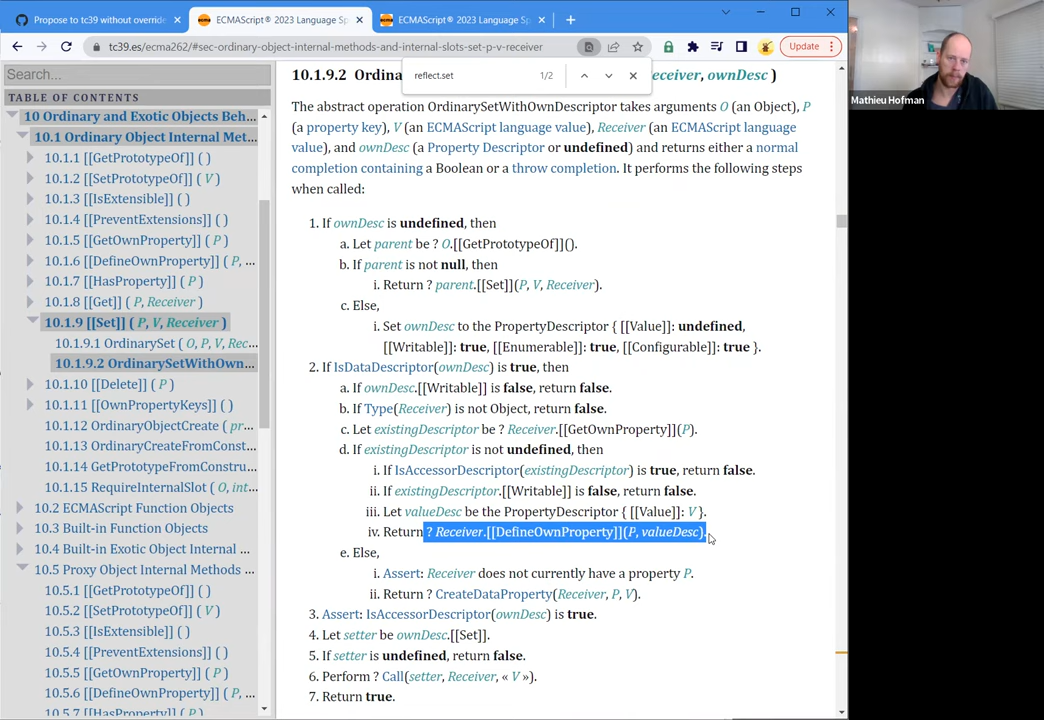 Propose to tc39 without override
ECMAScript® 2023 Language Sp
ECMAScript® 2023 Language Sp
tc39.es/ecma262/#sec-ordinary-object-internal-methods-and-internal-slots-set-p-v-receiver
Update
Search...
TABLE OF CONTENTS
10 Ordinary and Exotic Objects Beh…
10.1 Ordinary Object Internal Met…
10.1.1 [[GetPrototypeOf]] ( )
10.1.2 [[SetPrototypeOf]] ( V )
10.1.3 [[IsExtensible]] ( )
10.1.4 [[PreventExtensions]] ( )
10.1.5 [[GetOwnProperty]] ( P )
10.1.6 [[DefineOwnProperty]] ( P, …
10.1.7 [[HasProperty]] ( P )
10.1.8 [[Get]] ( P, Receiver )
10.1.9 [[Set]] ( P, V, Receiver )
10.1.9.1 OrdinarySet ( O, P, V, Rec…
10.1.9.2 OrdinarySetWithOwn…
10.1.10 [[Delete]] ( P )
10.1.11 [[OwnPropertyKeys]] ( )
10.1.12 OrdinaryObjectCreate ( pr…
10.1.13 OrdinaryCreateFromConst…
10.1.14 GetPrototypeFromConstru…
10.1.15 RequireInternalSlot ( O, int…
10.2 ECMAScript Function Objects
10.3 Built-in Function Objects
10.4 Built-in Exotic Object Internal …
10.5 Proxy Object Internal Methods …
10.5.1 [[GetPrototypeOf]] ( )
10.5.2 [[SetPrototypeOf]] ( V )
10.5.3 [[IsExtensible]] ( )
10.5.4 [[PreventExtensions]] ( )
10.5.5 [[GetOwnProperty]] ( P )
10.5.6 [[DefineOwnProperty]] ( P, …
10.5.7 [[HasProperty]] ( P )
reflect.set 1/2
10.1.9.2 Ordina eceiver, ownDesc )
The abstract operation OrdinarySetWithOwnDescriptor takes arguments O (an Object), P
(a property key), V (an ECMAScript language value), Receiver (an ECMAScript language
value), and ownDesc (a Property Descriptor or undefined) and returns either a normal
completion containing a Boolean or a throw completion. It performs the following steps
when called:
1. If ownDesc is undefined, then
a. Let parent be ? O.[[GetPrototypeOf]]().
b. If parent is not null, then
i. Return ? parent.[[Set]](P, V, Receiver).
c. Else,
i. Set ownDesc to the PropertyDescriptor { [[Value]]: undefined,
[[Writable]]: true, [[Enumerable]]: true, [[Configurable]]: true }.
2. If IsDataDescriptor(ownDesc) is true, then
a. If ownDesc.[[Writable]] is false, return false.
b. If Type(Receiver) is not Object, return false.
c. Let existingDescriptor be ? Receiver.[[GetOwnProperty]](P).
d. If existingDescriptor is not undefined, then
i. If IsAccessorDescriptor(existingDescriptor) is true, return false.
ii. If existingDescriptor.[[Writable]] is false, return false.
iii. Let valueDesc be the PropertyDescriptor { [[Value]]: V }.
iv. Return ? Receiver.[[DefineOwnProperty]](P, valueDesc).
e. Else,
i. Assert: Receiver does not currently have a property P.
ii. Return ? CreateDataProperty(Receiver, P, V).
3. Assert: IsAccessorDescriptor(ownDesc) is true.
4. Let setter be ownDesc.[[Set]].
5. If setter is undefined, return false.
6. Perform ? Call(setter, Receiver, « V »).
7. Return true.
Mathieu Hofman